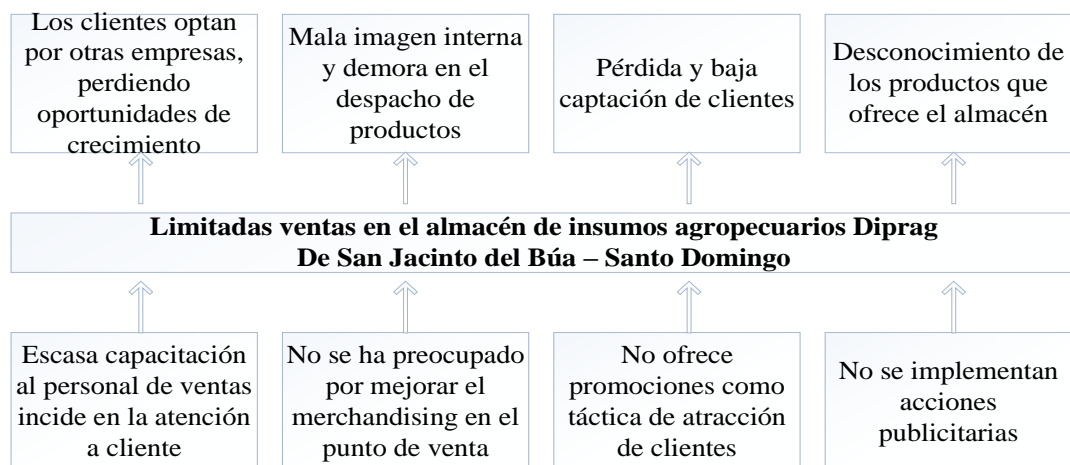 Los clientes optan
por otras empresas,
perdiendo
oportunidades de
crecimiento
Mala imagen interna
y demora en el
despacho de
productos
Pérdida y baja
captación de clientes
Desconocimiento de
los productos que
ofrece el almacén
Limitadas ventas en el almacén de insumos agropecuarios Diprag
De San Jacinto del Búa – Santo Domingo
Escasa capacitación
al personal de ventas
incide en la atención
a cliente
No se ha preocupado
por mejorar el
merchandising en el
punto de venta
No ofrece
promociones como
táctica de atracción
de clientes
No se implementan
acciones
publicitarias